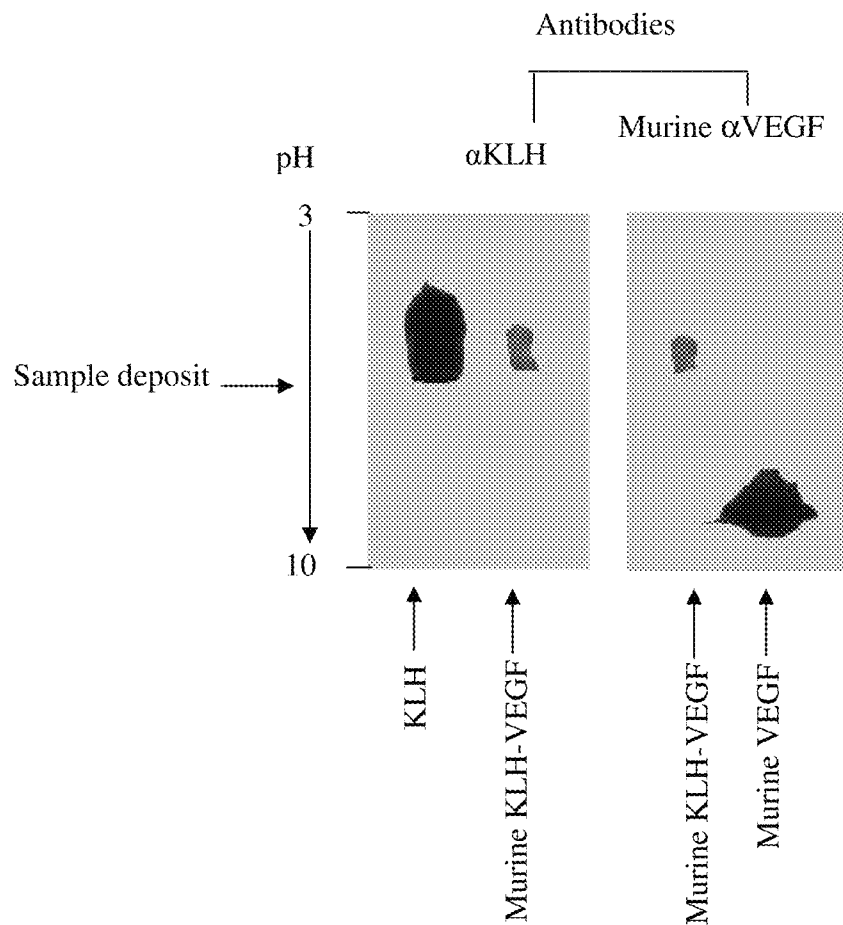 Antibodies
Murine αVEGF
αKLH
pH
3
Sample deposit
10
KLH
Murine KLH-VEGF
Murine KLH-VEGF
Murine VEGF